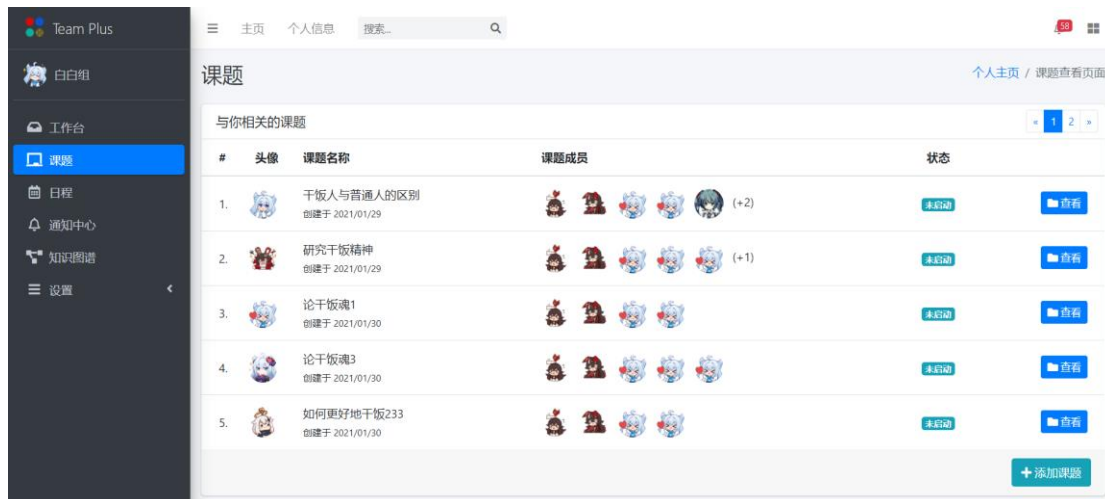 Team Plus
主页 个人信息 搜索... 58
白白组
课题
个人主页 / 课题查看页面
工作台
课题
日程
通知中心
知识图谱
设置
与你相关的课题
« 1 2 »
# 头像 课题名称 课题成员 状态
1. 干饭人与普通人的区别 (+2) 未启动 查看
创建于 2021/01/29
2. 研究干饭精神 (+1) 未启动 查看
创建于 2021/01/29
3. 论干饭魂1 未启动 查看
创建于 2021/01/30
4. 论干饭魂3 未启动 查看
创建于 2021/01/30
5. 如何更好地干饭233 未启动 查看
创建于 2021/01/30
+添加课题